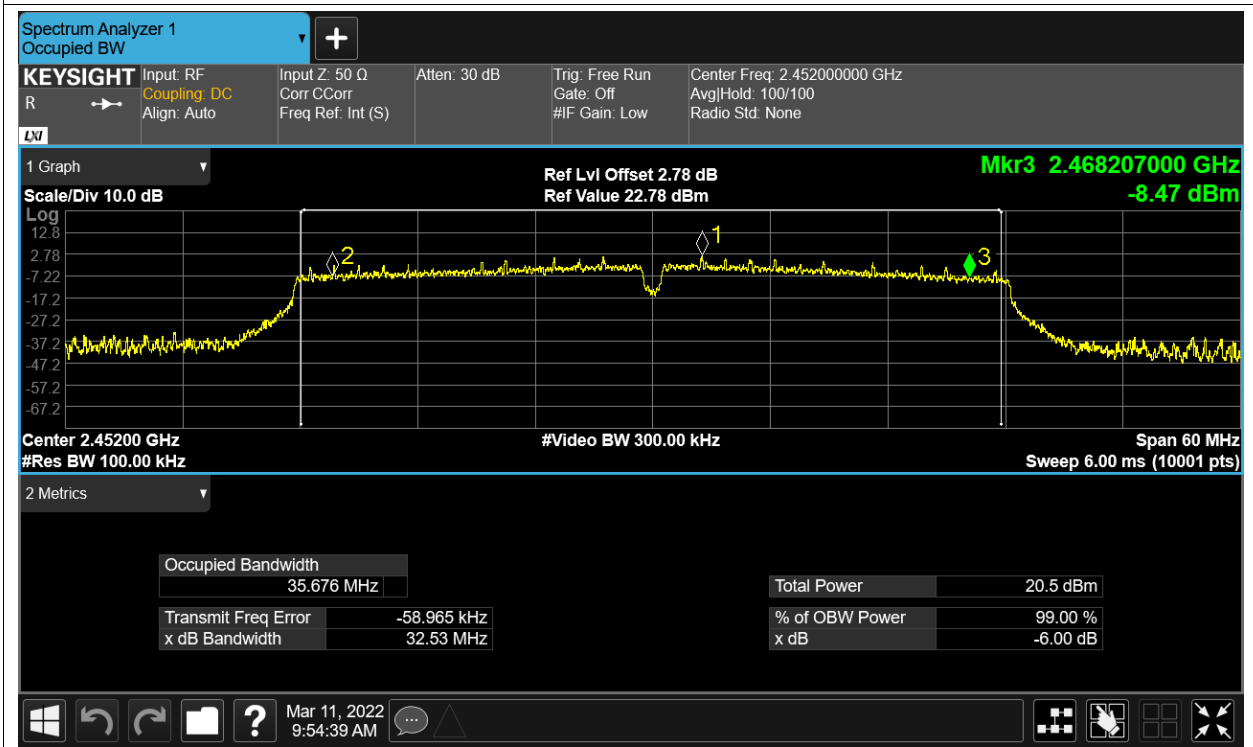 Spectrum Analyzer 1
Occupied BW
KEYSIGHT
R
LXI
Input: RF
Coupling: DC
Align: Auto
Input Z: 50 Ω
Corr CCorr
Freq Ref: Int (S)
Atten: 30 dB
Trig: Free Run
Gate: Off
#IF Gain: Low
Center Freq: 2.452000000 GHz
Avg|Hold: 100/100
Radio Std: None
1 Graph
Scale/Div 10.0 dB
Ref Lvl Offset 2.78 dB
Ref Value 22.78 dBm
Mkr3 2.468207000 GHz
-8.47 dBm
Log
12.8
2.78
-7.22
-17.2
-27.2
-37.2
-47.2
-57.2
-67.2
2
1
3
Center 2.45200 GHz
#Res BW 100.00 kHz
#Video BW 300.00 kHz
Span 60 MHz
Sweep 6.00 ms (10001 pts)
2 Metrics
Occupied Bandwidth
35.676 MHz
Transmit Freq Error -58.965 kHz
x dB Bandwidth 32.53 MHz
Total Power 20.5 dBm
% of OBW Power 99.00 %
x dB -6.00 dB
?
Mar 11, 2022
9:54:39 AM